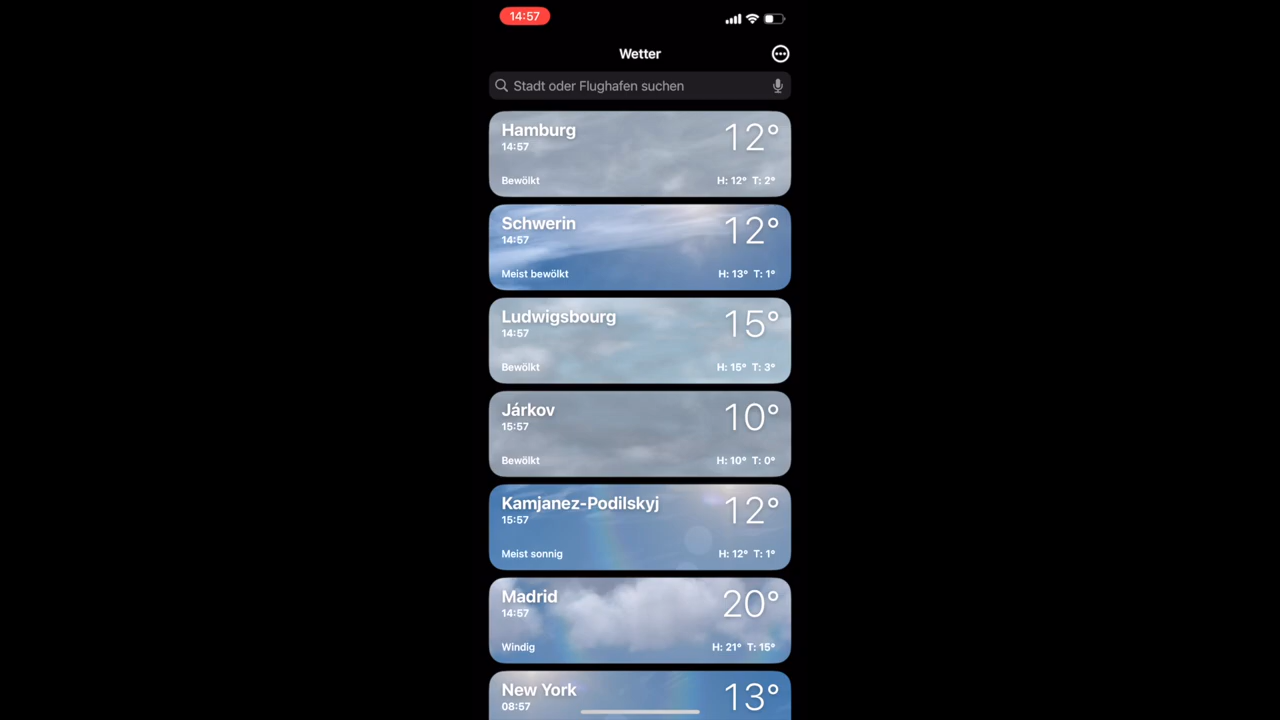 14:57
Wetter
Stadt oder Flughafen suchen
Hamburg
12°
14:57
Bewölkt
H: 12° T: 2°
Schwerin
12°
14:57
Meist bewölkt
H: 13° T: 1°
Ludwigsbourg
15°
14:57
Bewölkt
H: 15° T: 3°
Járkov
10°
15:57
Bewölkt
H: 10° T: 0°
Kamjanez-Podilskyj
12°
15:57
Meist sonnig
H: 12° T: 1°
Madrid
20°
14:57
Windig
H: 21° T: 15°
New York
13°
08:57